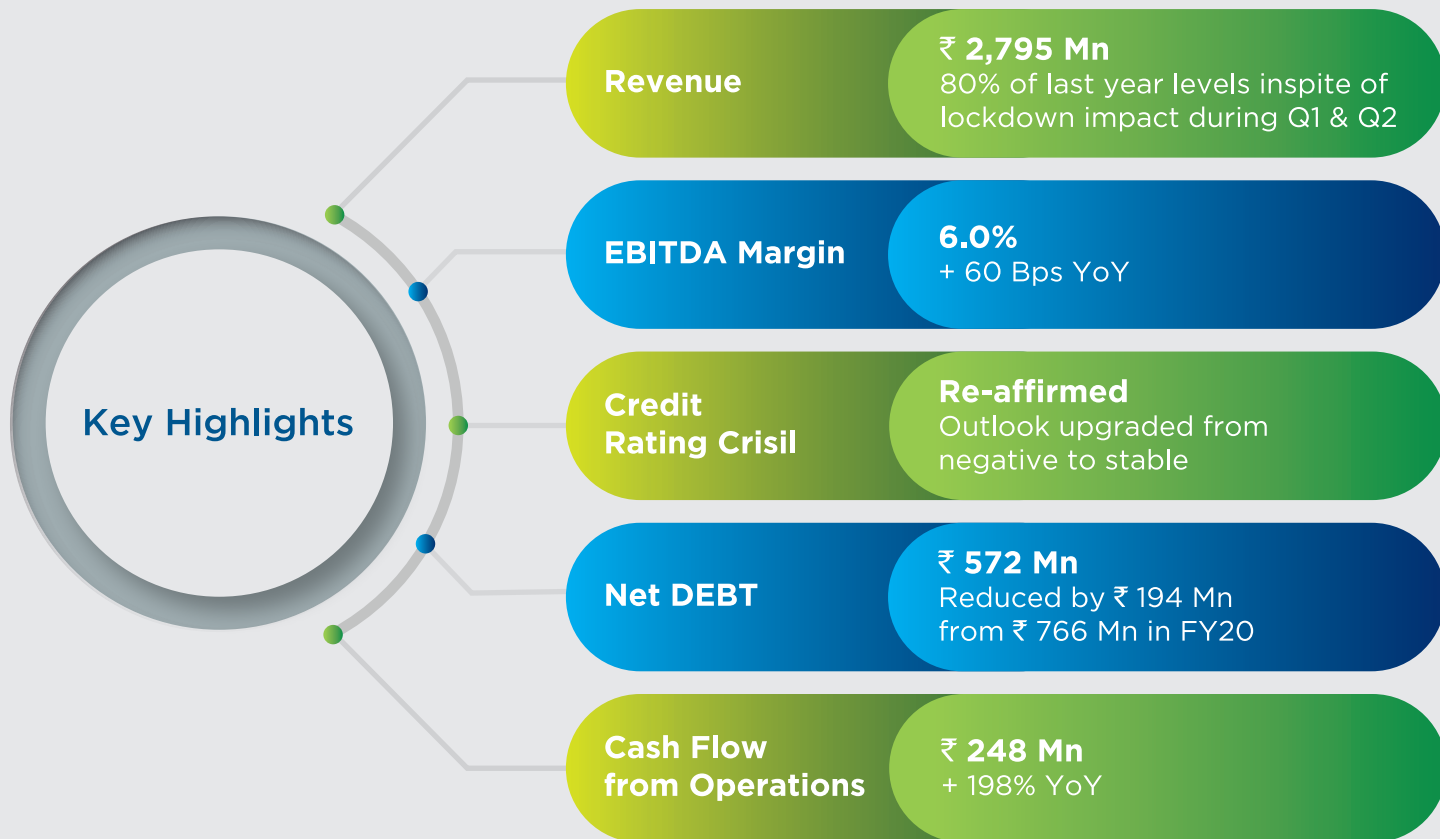 Key Highlights
Revenue
₹ 2,795 Mn
80% of last year levels inspite of
lockdown impact during Q1 & Q2
EBITDA Margin
6.0%
+ 60 Bps YoY
Credit
Rating Crisil
Re-affirmed
Outlook upgraded from
negative to stable
Net DEBT
₹ 572 Mn
Reduced by ₹ 194 Mn
from ₹ 766 Mn in FY20
Cash Flow
from Operations
₹ 248 Mn
+ 198% YoY